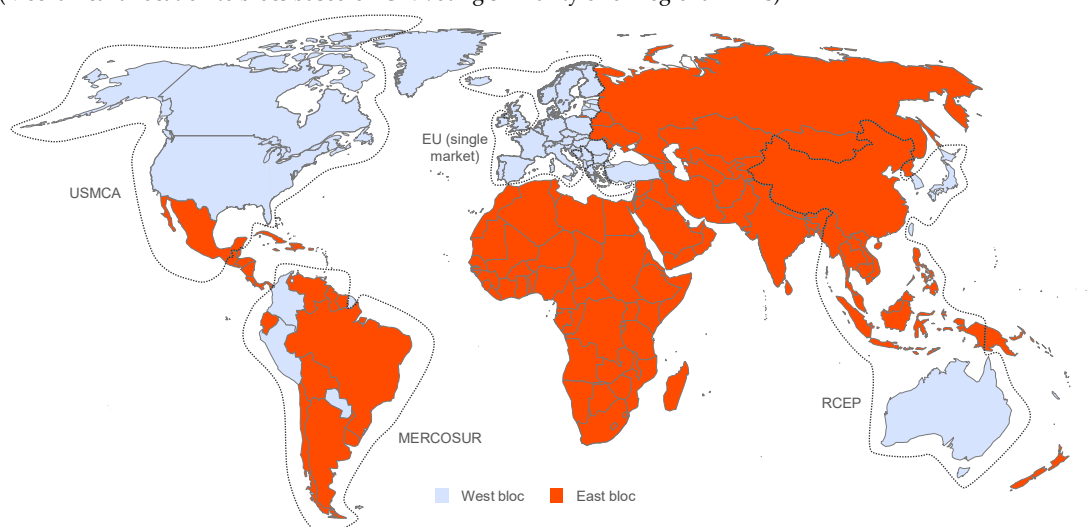 EU (single
market)
USMCA
RCEP
MERCOSUR
West bloc
East bloc